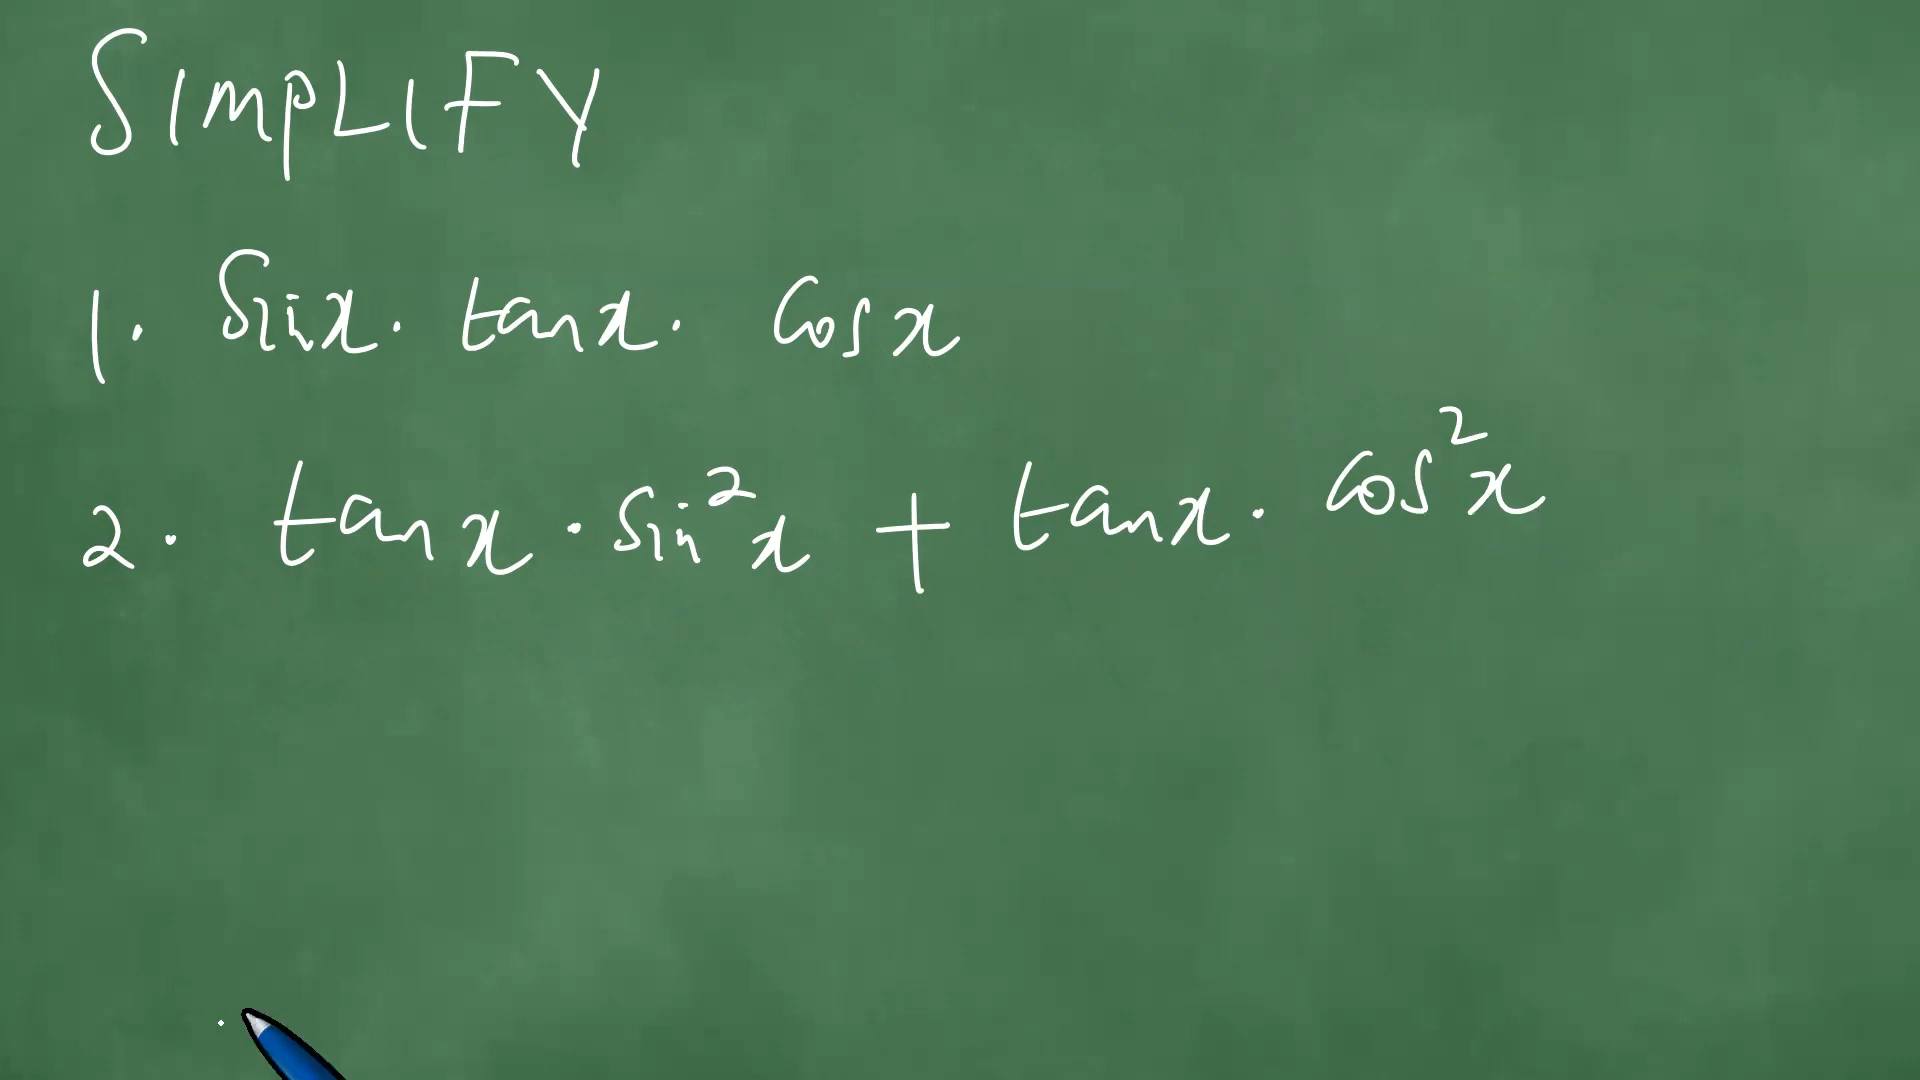 SIMPLIFY
1. Sinx. tanx. Cosx
2. tanx · Sin²x + tanx. Cos²x